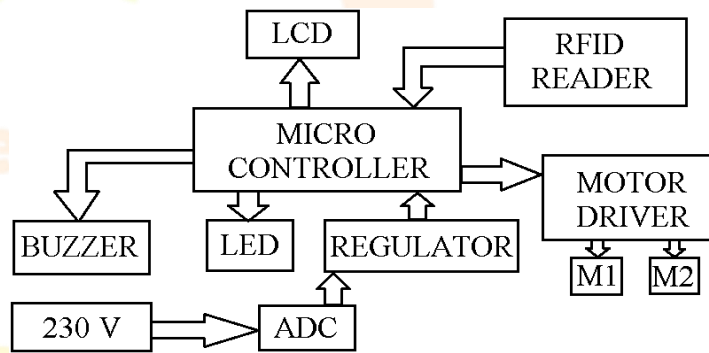 LCD
RFID
READER
MICRO
CONTROLLER
MOTOR
DRIVER
BUZZER
LED
REGULATOR
M1
M2
230 V
ADC